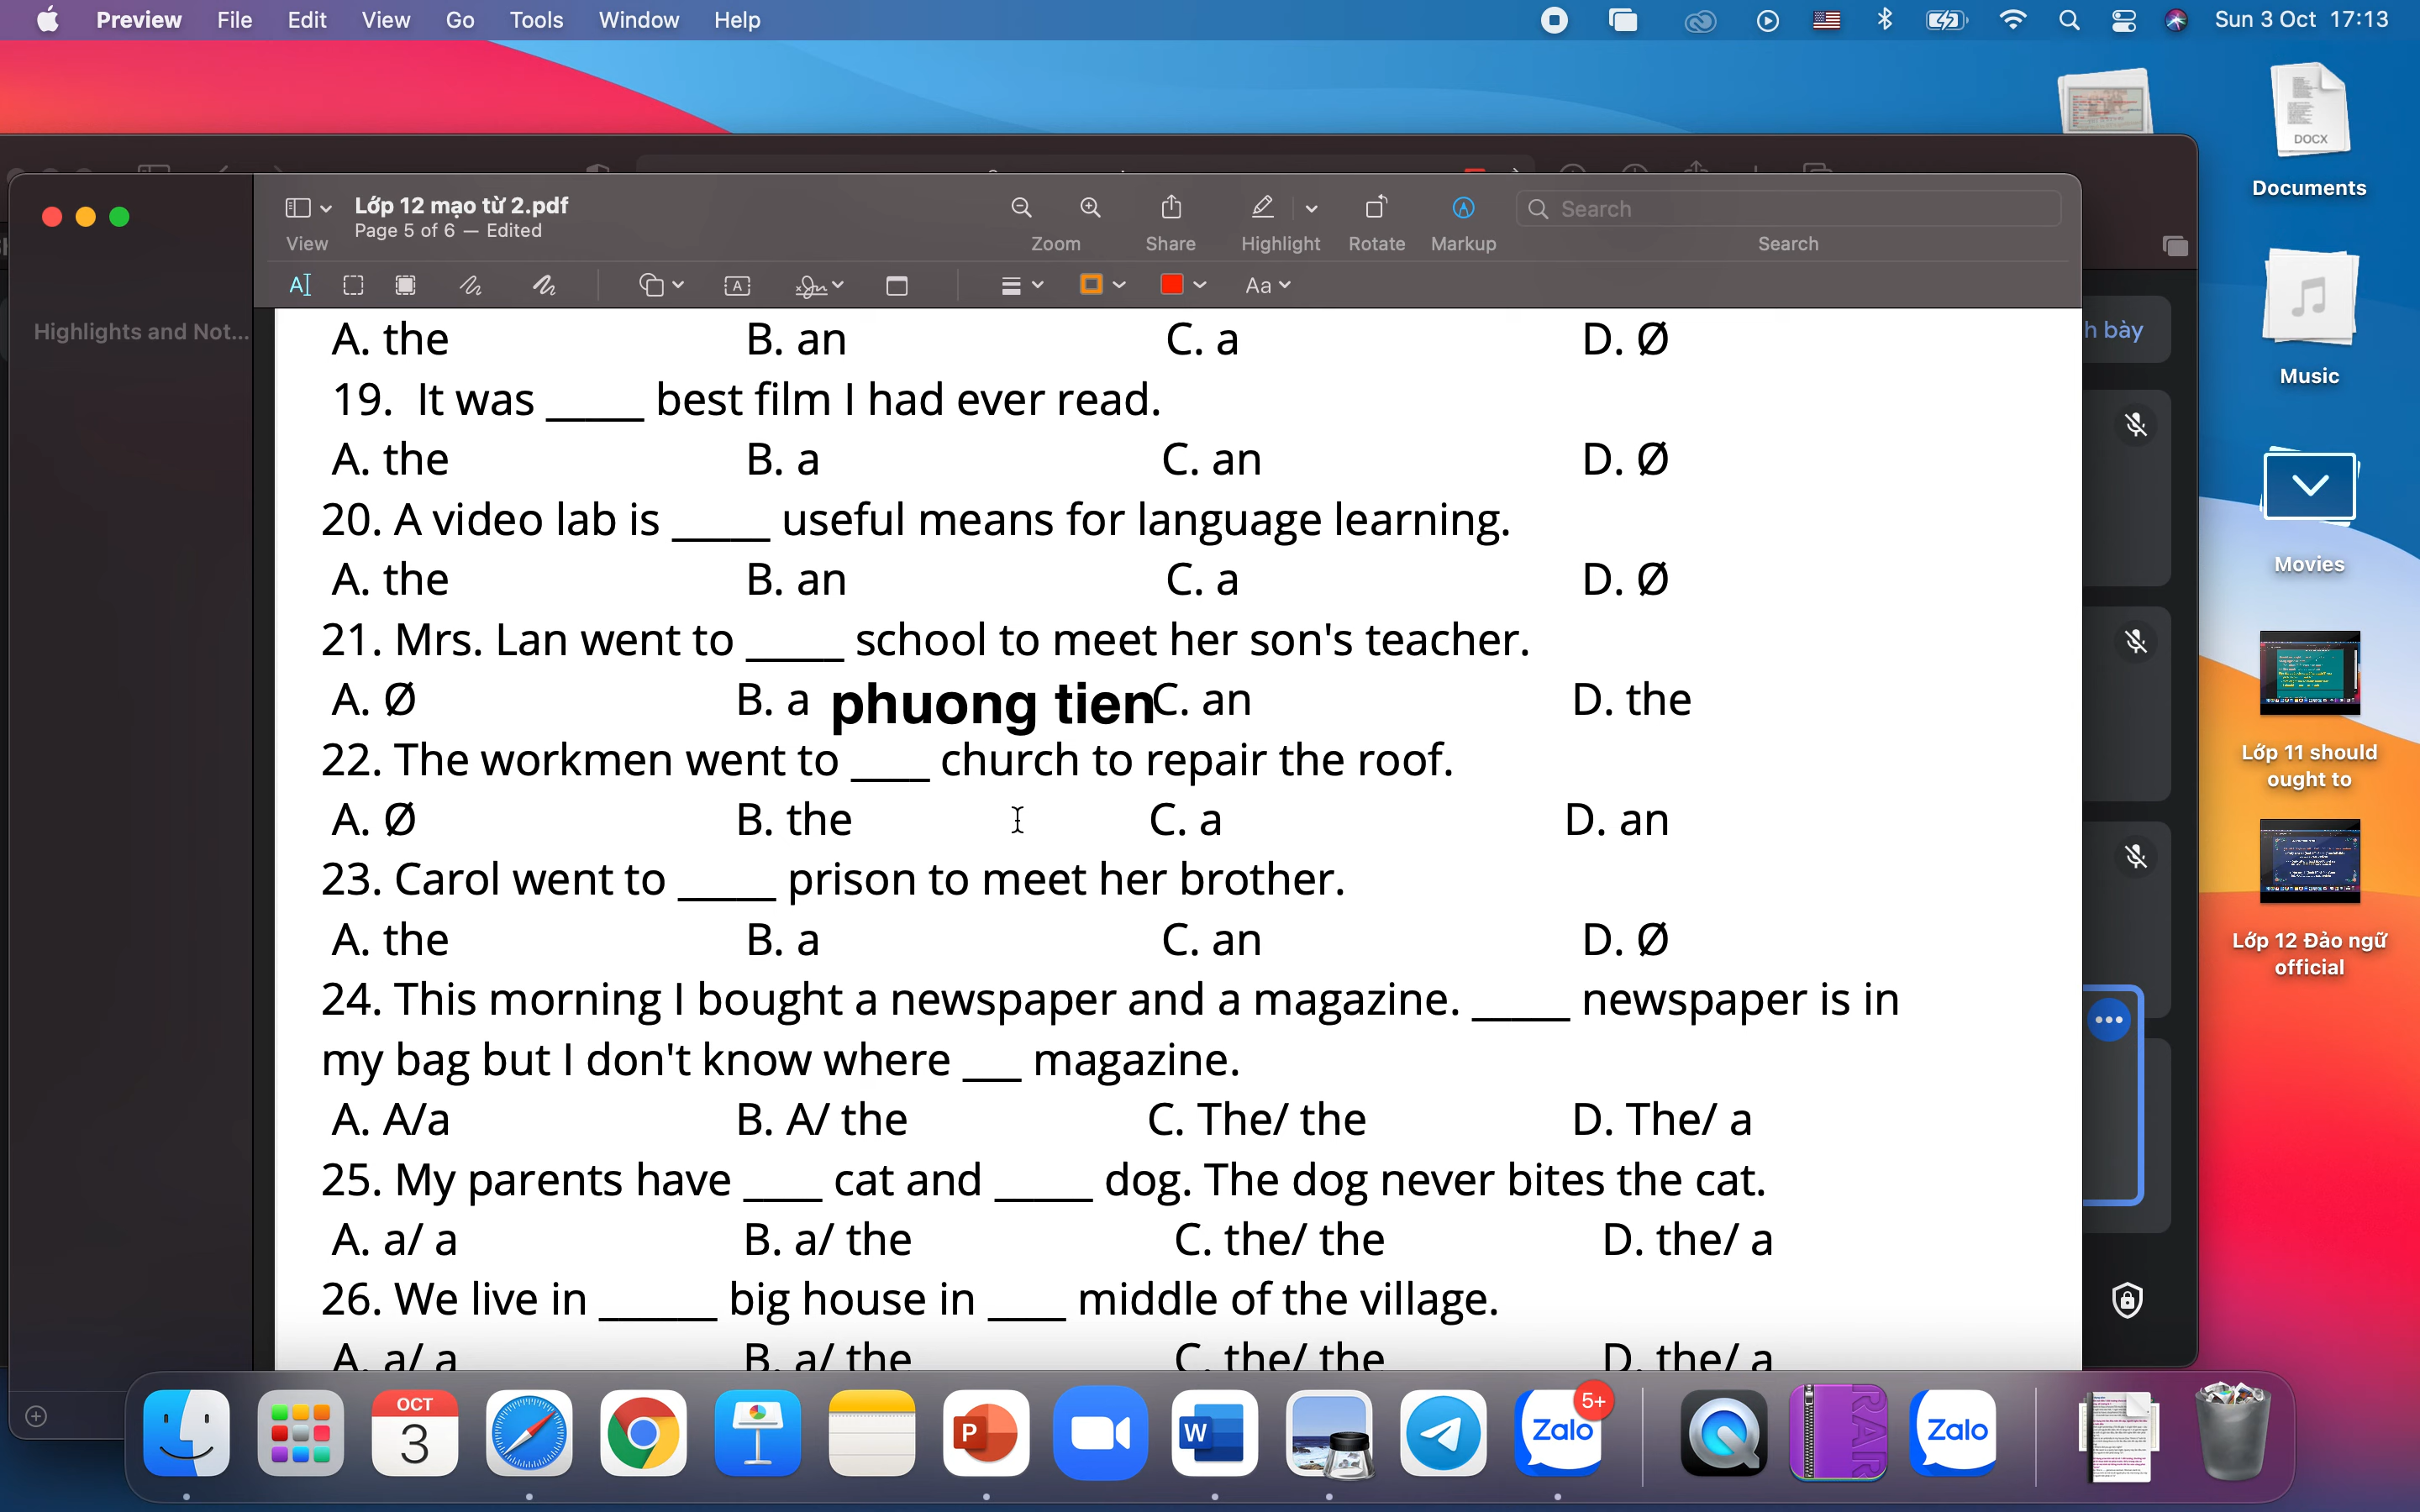 Preview File Edit View Go Tools Window Help Sun 3 Oct 17:13
DOCX
Documents
Lớp 12 mạo từ 2.pdf
Page 5 of 6 — Edited
Search
View Zoom Share Highlight Rotate Markup Search
Aa
Highlights and Not...
h bày
Music
Movies
Lớp 11 should
ought to
Lớp 12 Đảo ngữ
official
A. the B. an C. a D. Ø
19. It was _____ best film I had ever read.
A. the B. a C. an D. Ø
20. A video lab is _____ useful means for language learning.
A. the B. an C. a D. Ø
21. Mrs. Lan went to _____ school to meet her son's teacher.
A. Ø B. a phuong tien C. an D. the
22. The workmen went to ____ church to repair the roof.
A. Ø B. the C. a D. an
23. Carol went to _____ prison to meet her brother.
A. the B. a C. an D. Ø
24. This morning I bought a newspaper and a magazine. _____ newspaper is in
my bag but I don't know where ___ magazine.
A. A/a B. A/ the C. The/ the D. The/ a
25. My parents have ____ cat and _____ dog. The dog never bites the cat.
A. a/ a B. a/ the C. the/ the D. the/ a
26. We live in ______ big house in ____ middle of the village.
A. a/ a B. a/ the C. the/ the D. the/ a
OCT
3
P
W
Zalo
5+
RAR
Zalo